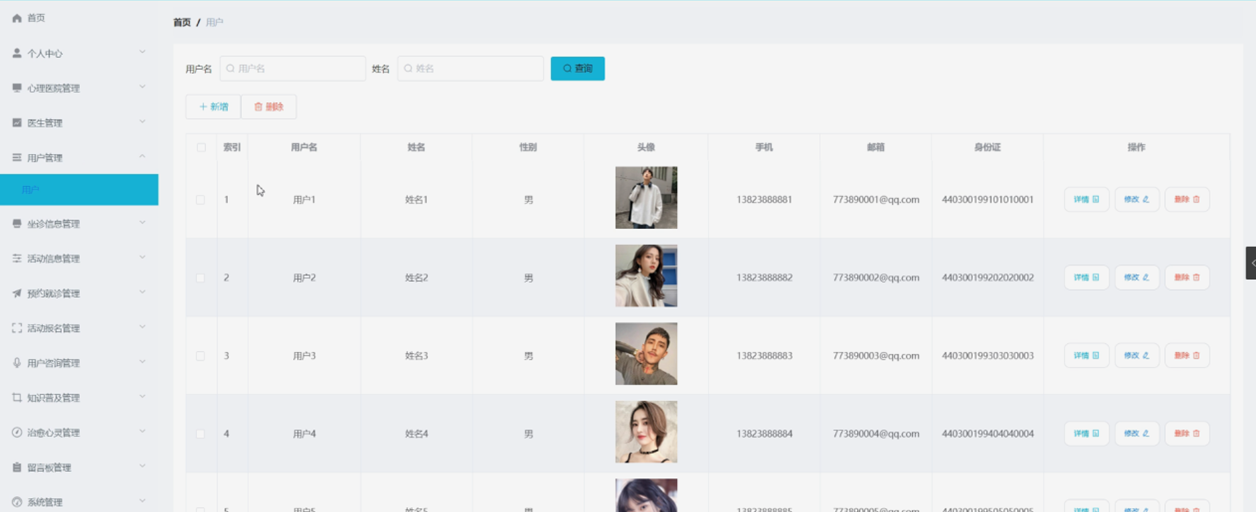 首页
个人中心
心理医院管理
医生管理
用户管理
用户
坐诊信息管理
活动信息管理
预约就诊管理
活动报名管理
用户咨询管理
知识普及管理
治愈心灵管理
留言板管理
系统管理
首页 / 用户
用户名 用户名 姓名 姓名 查询
+ 新增 删除
索引 用户名 姓名 性别 头像 手机 邮箱 身份证 操作
1 用户1 姓名1 男 13823888881 773890001@qq.com 440300199101010001 详情 修改 删除
2 用户2 姓名2 男 13823888882 773890002@qq.com 440300199202020002 详情 修改 删除
3 用户3 姓名3 男 13823888883 773890003@qq.com 440300199303030003 详情 修改 删除
4 用户4 姓名4 男 13823888884 773890004@qq.com 440300199404040004 详情 修改 删除
5 用户5 姓名5 男 13823888885 773890005@qq.com 440300199505050005 详情 修改 删除